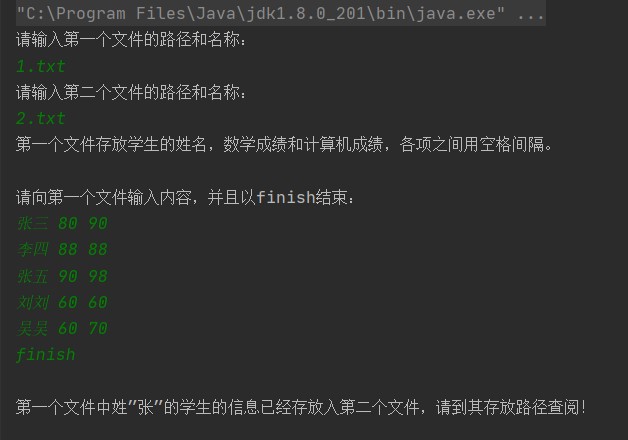 "C:\Program Files\Java\jdk1.8.0_201\bin\java.exe" ...
请输入第一个文件的路径和名称:
1.txt
请输入第二个文件的路径和名称:
2.txt
第一个文件存放学生的姓名，数学成绩和计算机成绩，各项之间用空格间隔。
请向第一个文件输入内容，并且以finish结束:
张三 80 90
李四 88 88
张五 90 98
刘刘 60 60
吴吴 60 70
finish
第一个文件中姓”张”的学生的信息已经存放入第二个文件，请到其存放路径查阅!